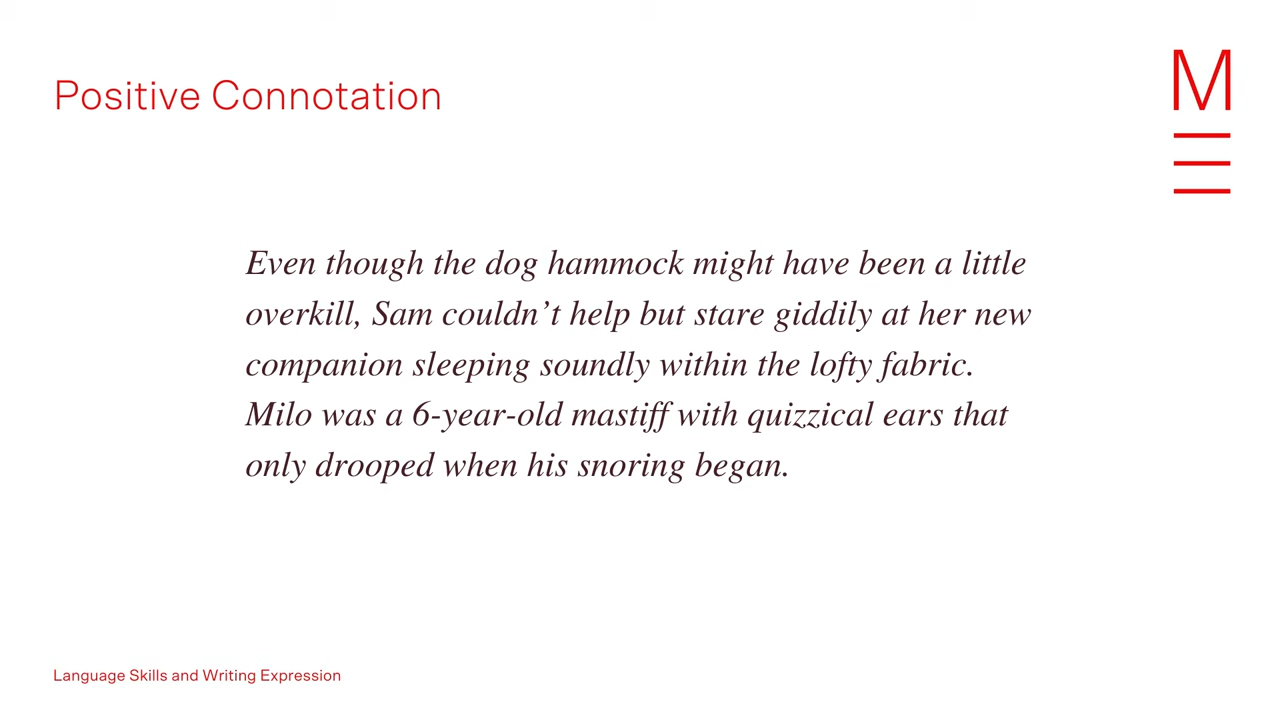 Positive Connotation
M
Even though the dog hammock might have been a little
overkill, Sam couldn’t help but stare giddily at her new
companion sleeping soundly within the lofty fabric.
Milo was a 6-year-old mastiff with quizzical ears that
only drooped when his snoring began.
Language Skills and Writing Expression